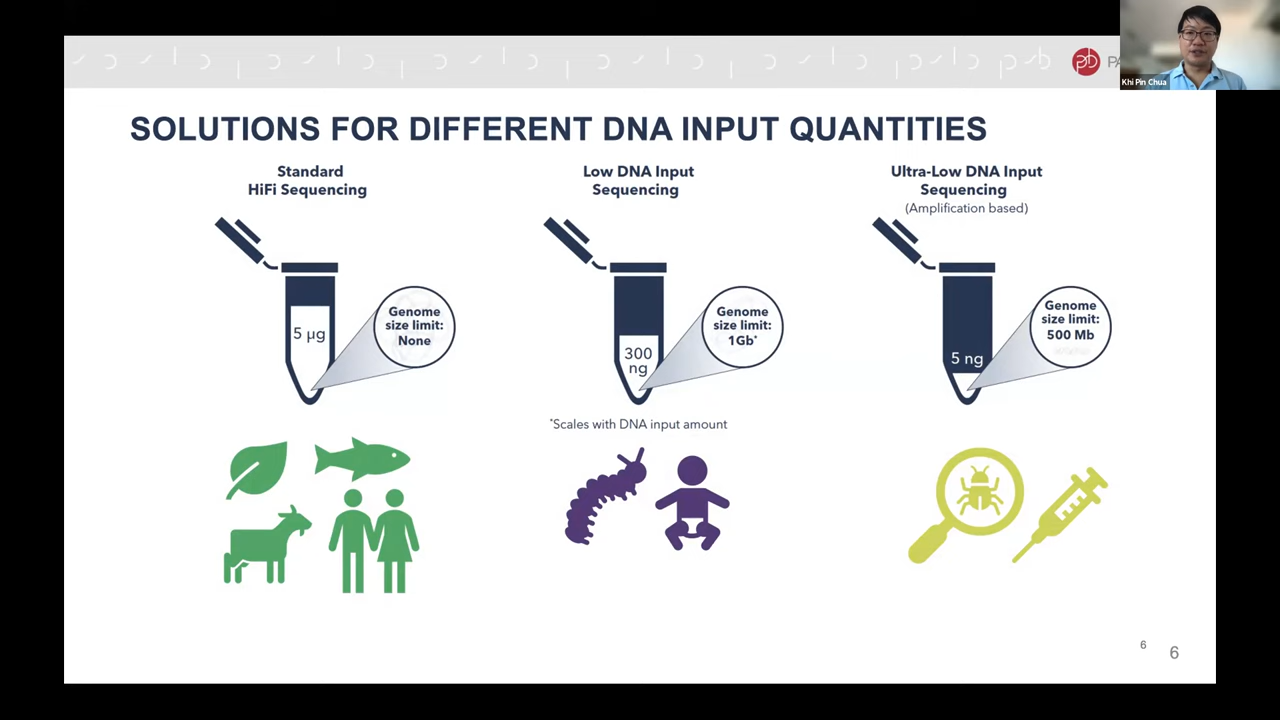 Khi Pin Chua
SOLUTIONS FOR DIFFERENT DNA INPUT QUANTITIES
Standard
HiFi Sequencing
5 µg
Genome
size limit:
None
Low DNA Input
Sequencing
300
ng
Genome
size limit:
1Gb*
*Scales with DNA input amount
Ultra-Low DNA Input
Sequencing
(Amplification based)
5 ng
Genome
size limit:
500 Mb
6
6